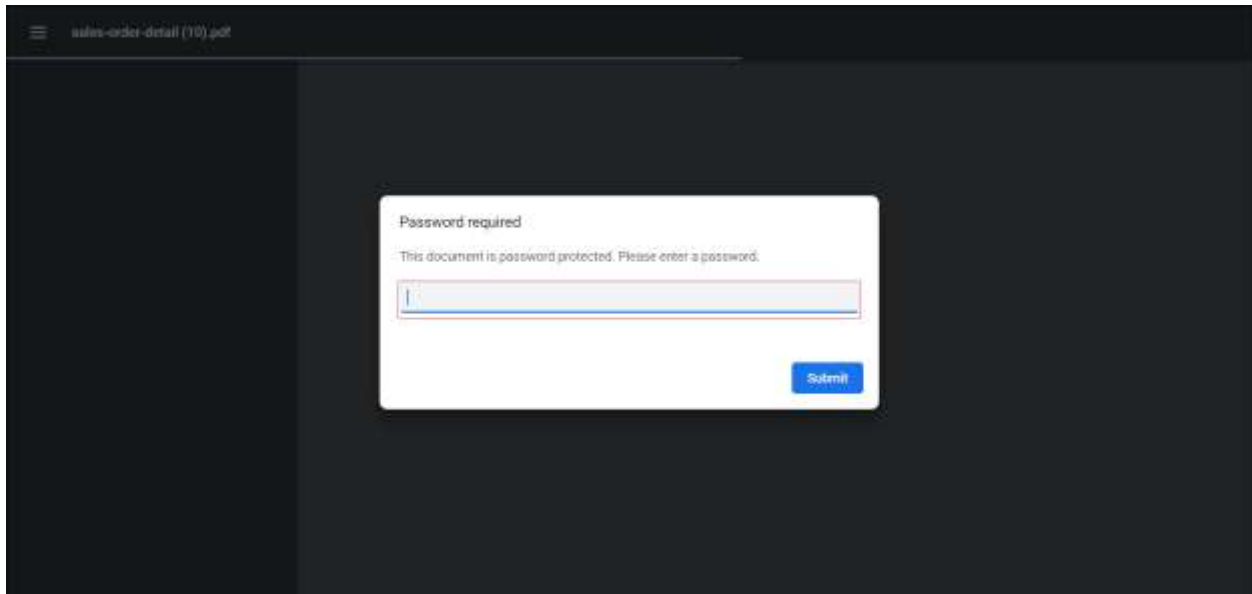 sales-order-detail (10).pdf
Password required
This document is password protected. Please enter a password.
Submit